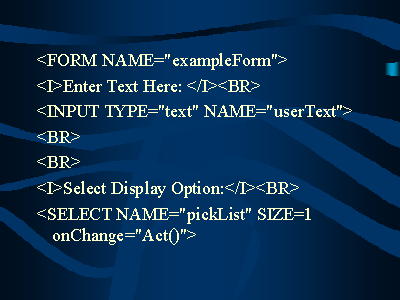 <FORM NAME="exampleForm">
<I>Enter Text Here: </I><BR>
<INPUT TYPE="text" NAME="userText">
<BR>
<BR>
<I>Select Display Option:</I><BR>
<SELECT NAME="pickList" SIZE=1
onChange="Act()">